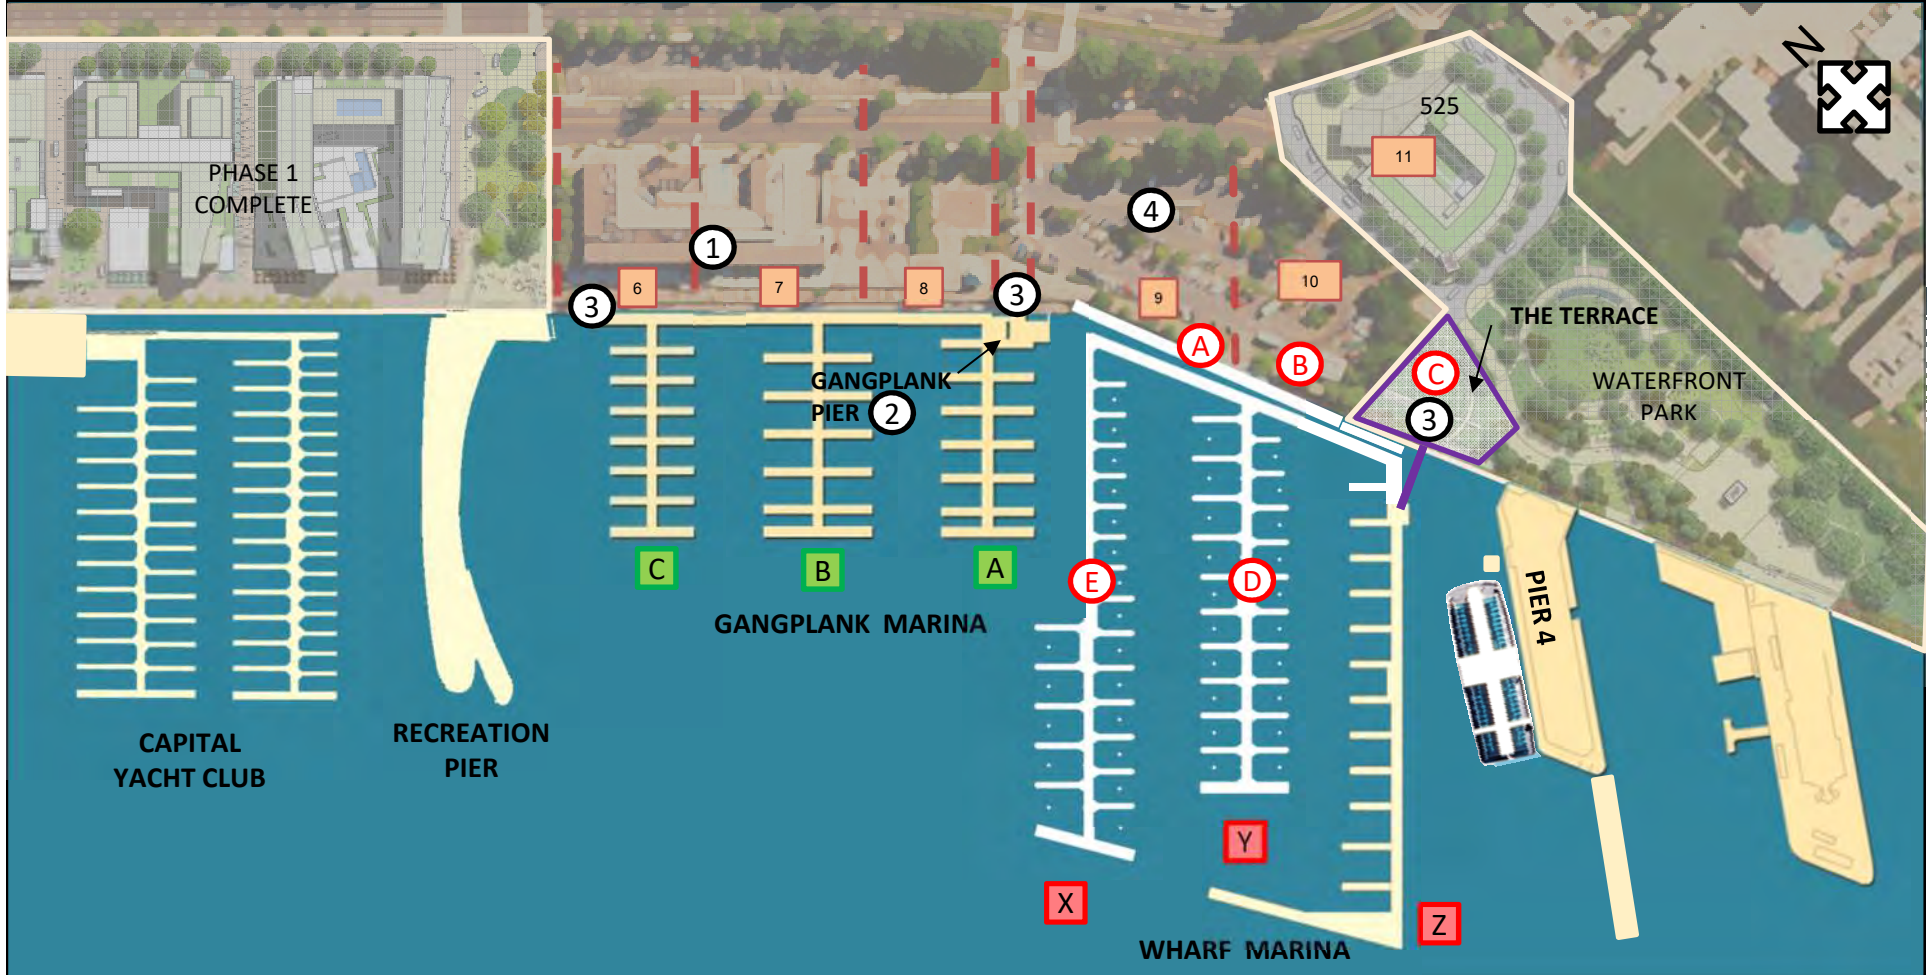 N
525
11
PHASE 1
COMPLETE
4
1
6
7
8
3
3
9
10
THE TERRACE
A
B
C
3
WATERFRONT
PARK
GANGPLANK
PIER
2
C
B
A
E
D
PIER 4
GANGPLANK MARINA
CAPITAL
YACHT CLUB
RECREATION
PIER
Y
X
Z
WHARF MARINA